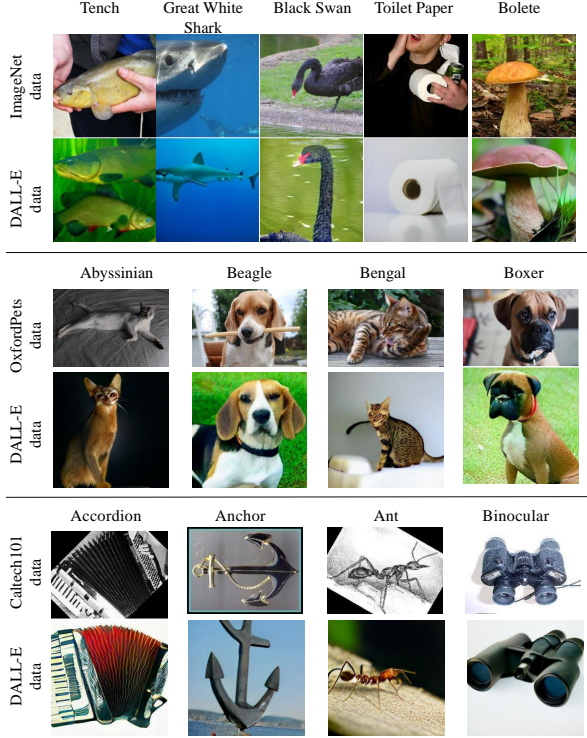 Tench
Great White
Shark
Black Swan
Toilet Paper
Bolete
ImageNet
data
DALL-E
data
Abyssinian
Beagle
Bengal
Boxer
OxfordPets
data
DALL-E
data
Accordion
Anchor
Ant
Binocular
Caltech101
data
DALL-E
data